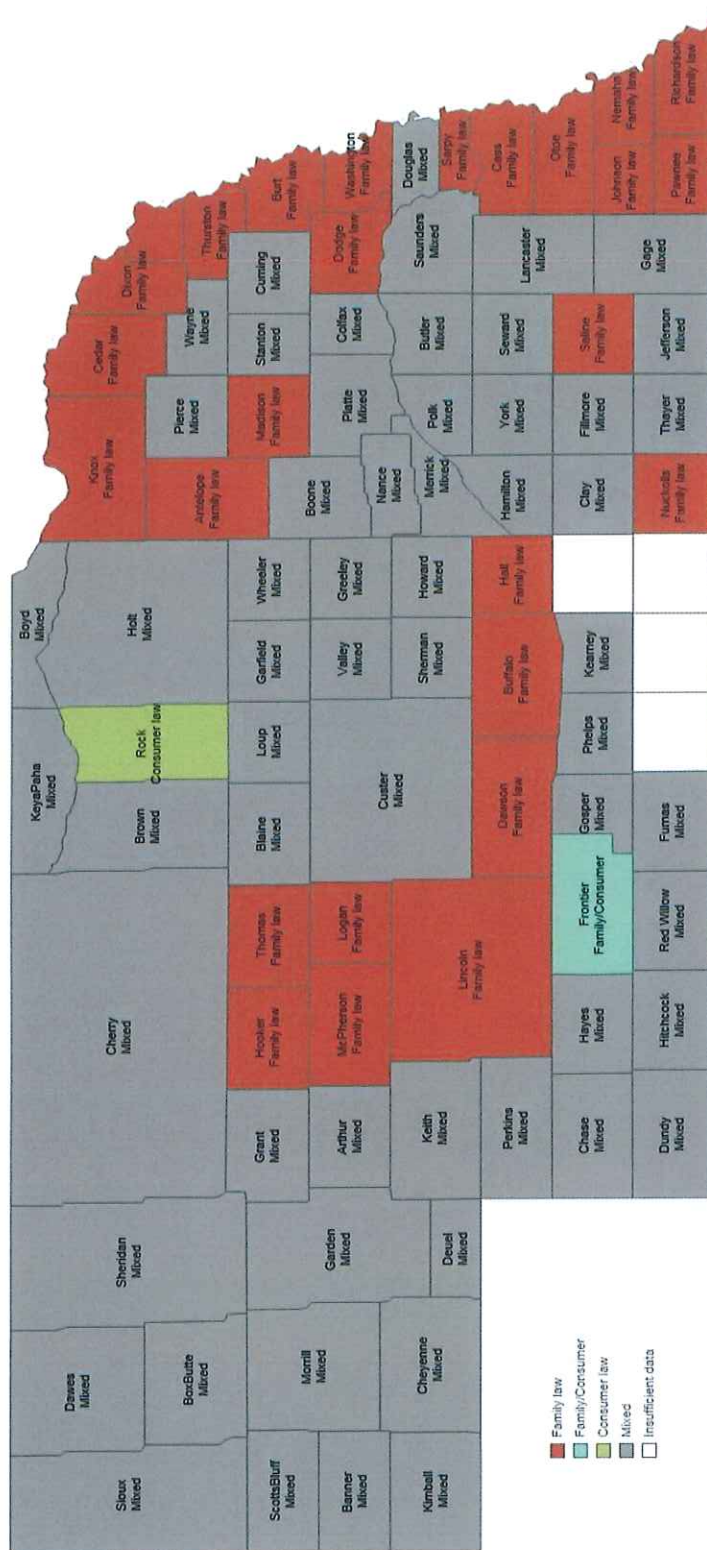 Sioux
Mixed
Dawes
Mixed
BoxButte
Mixed
Sheridan
Mixed
ScottsBluff
Mixed
Banner
Mixed
Kimball
Mixed
Morrill
Mixed
Cheyenne
Mixed
Garden
Mixed
Deuel
Mixed
Cherry
Mixed
Grant
Mixed
Hooker
Family law
Thomas
Family law
Arthur
Mixed
McPherson
Family law
Logan
Family law
Keith
Mixed
Lincoln
Family law
Perkins
Mixed
Chase
Mixed
Hayes
Mixed
Frontier
Family/Consumer
Dundy
Mixed
Hitchcock
Mixed
Red Willow
Mixed
Furnas
Mixed
Gosper
Mixed
Phelps
Mixed
Kearney
Mixed
KeyaPaha
Mixed
Brown
Mixed
Rock
Consumer law
Boyd
Mixed
Holt
Mixed
Blaine
Mixed
Loup
Mixed
Garfield
Mixed
Wheeler
Mixed
Custer
Mixed
Valley
Mixed
Greeley
Mixed
Sherman
Mixed
Howard
Mixed
Dawson
Family law
Buffalo
Family law
Hall
Family law
Knox
Family law
Cedar
Family law
Dixon
Family law
Antelope
Family law
Pierce
Mixed
Wayne
Mixed
Thurston
Family law
Madison
Family law
Stanton
Mixed
Cuming
Mixed
Burt
Family law
Boone
Mixed
Platte
Mixed
Colfax
Mixed
Dodge
Family law
Washington
Family law
Nance
Mixed
Merrick
Mixed
Polk
Mixed
Butler
Mixed
Saunders
Mixed
Douglas
Mixed
Sarpy
Family law
Hamilton
Mixed
York
Mixed
Seward
Mixed
Lancaster
Mixed
Cass
Family law
Otoe
Family law
Clay
Mixed
Fillmore
Mixed
Saline
Family law
Nuckolls
Family law
Thayer
Mixed
Jefferson
Mixed
Gage
Mixed
Johnson
Family law
Nemaha
Family law
Pawnee
Family law
Richardson
Family law
Family law
Family/Consumer
Consumer law
Mixed
Insufficient data